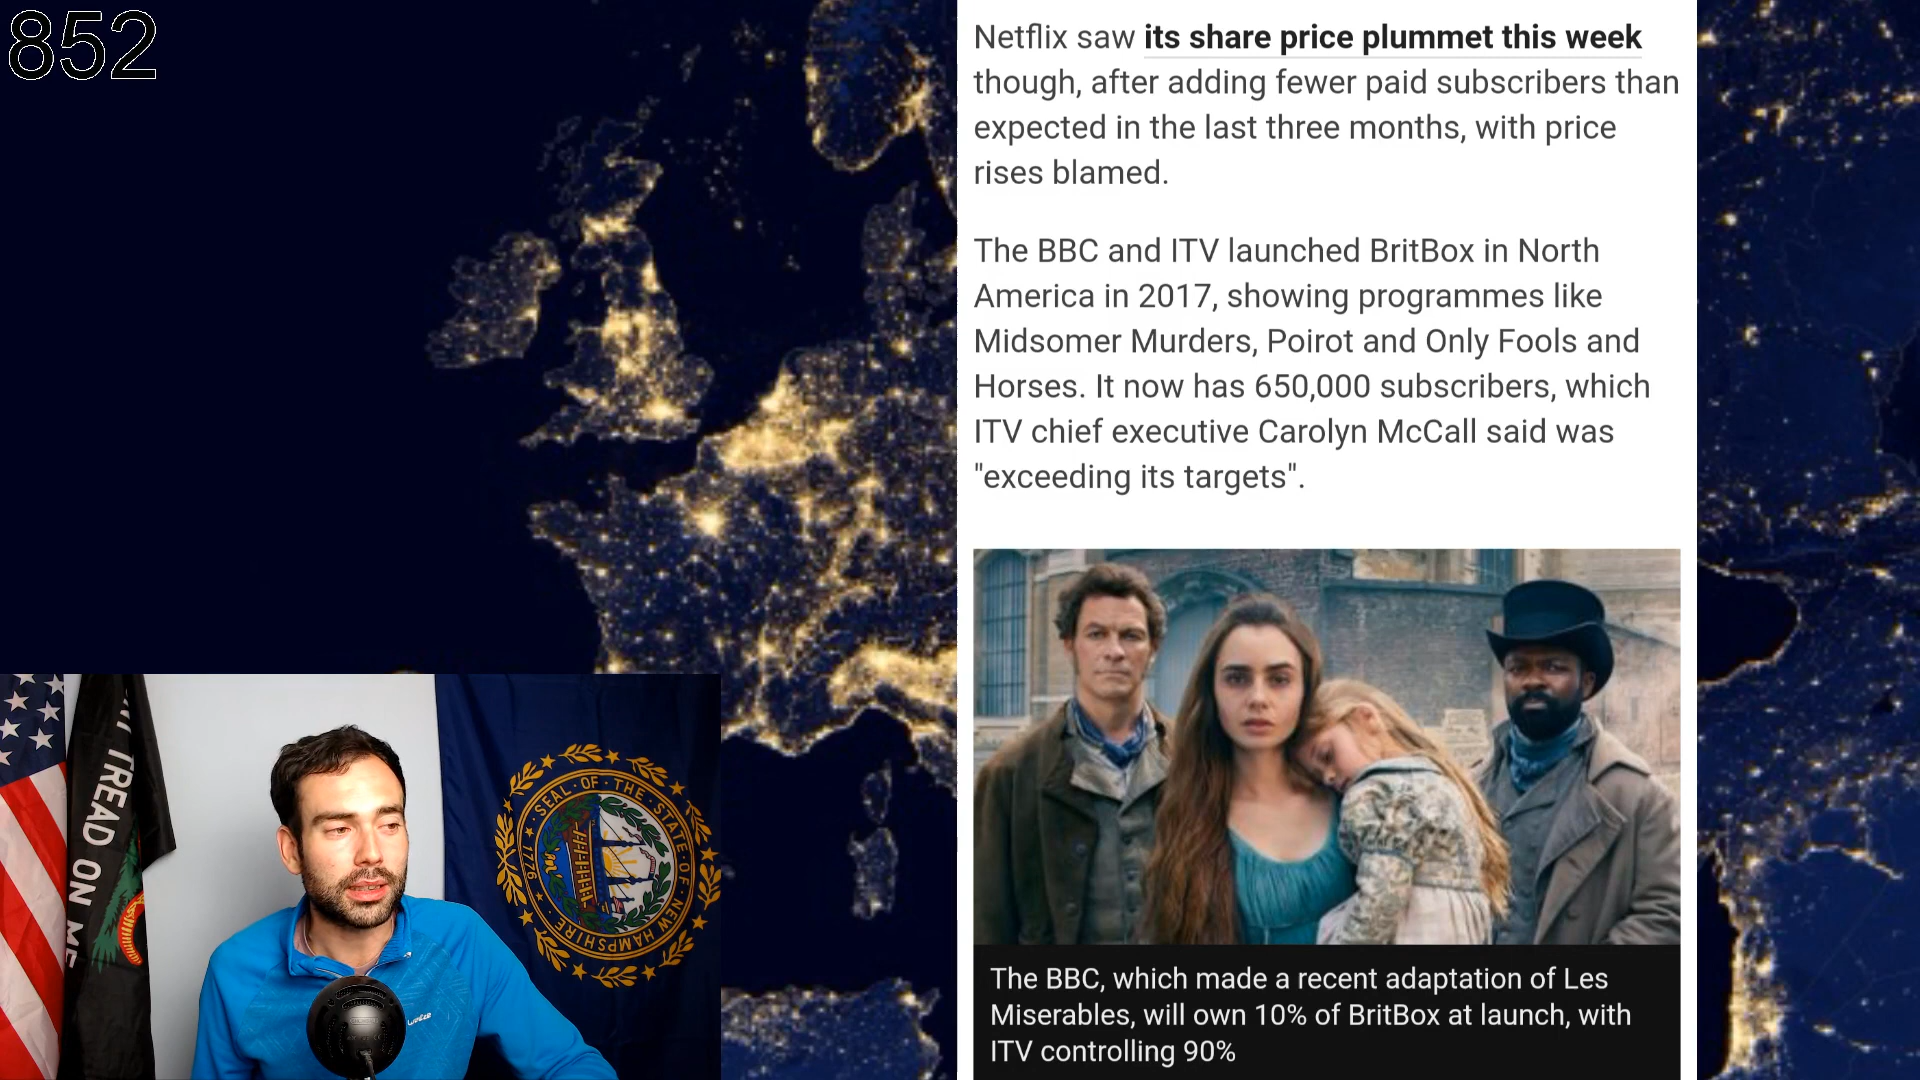 852
Netflix saw its share price plummet this week
though, after adding fewer paid subscribers than
expected in the last three months, with price
rises blamed.
The BBC and ITV launched BritBox in North
America in 2017, showing programmes like
Midsomer Murders, Poirot and Only Fools and
Horses. It now has 650,000 subscribers, which
ITV chief executive Carolyn McCall said was
"exceeding its targets".
The BBC, which made a recent adaptation of Les
Miserables, will own 10% of BritBox at launch, with
ITV controlling 90%
TREAD ON ME
SEAL·OF·THE·STATE·OF·NEW HAMPSHIRE
1776